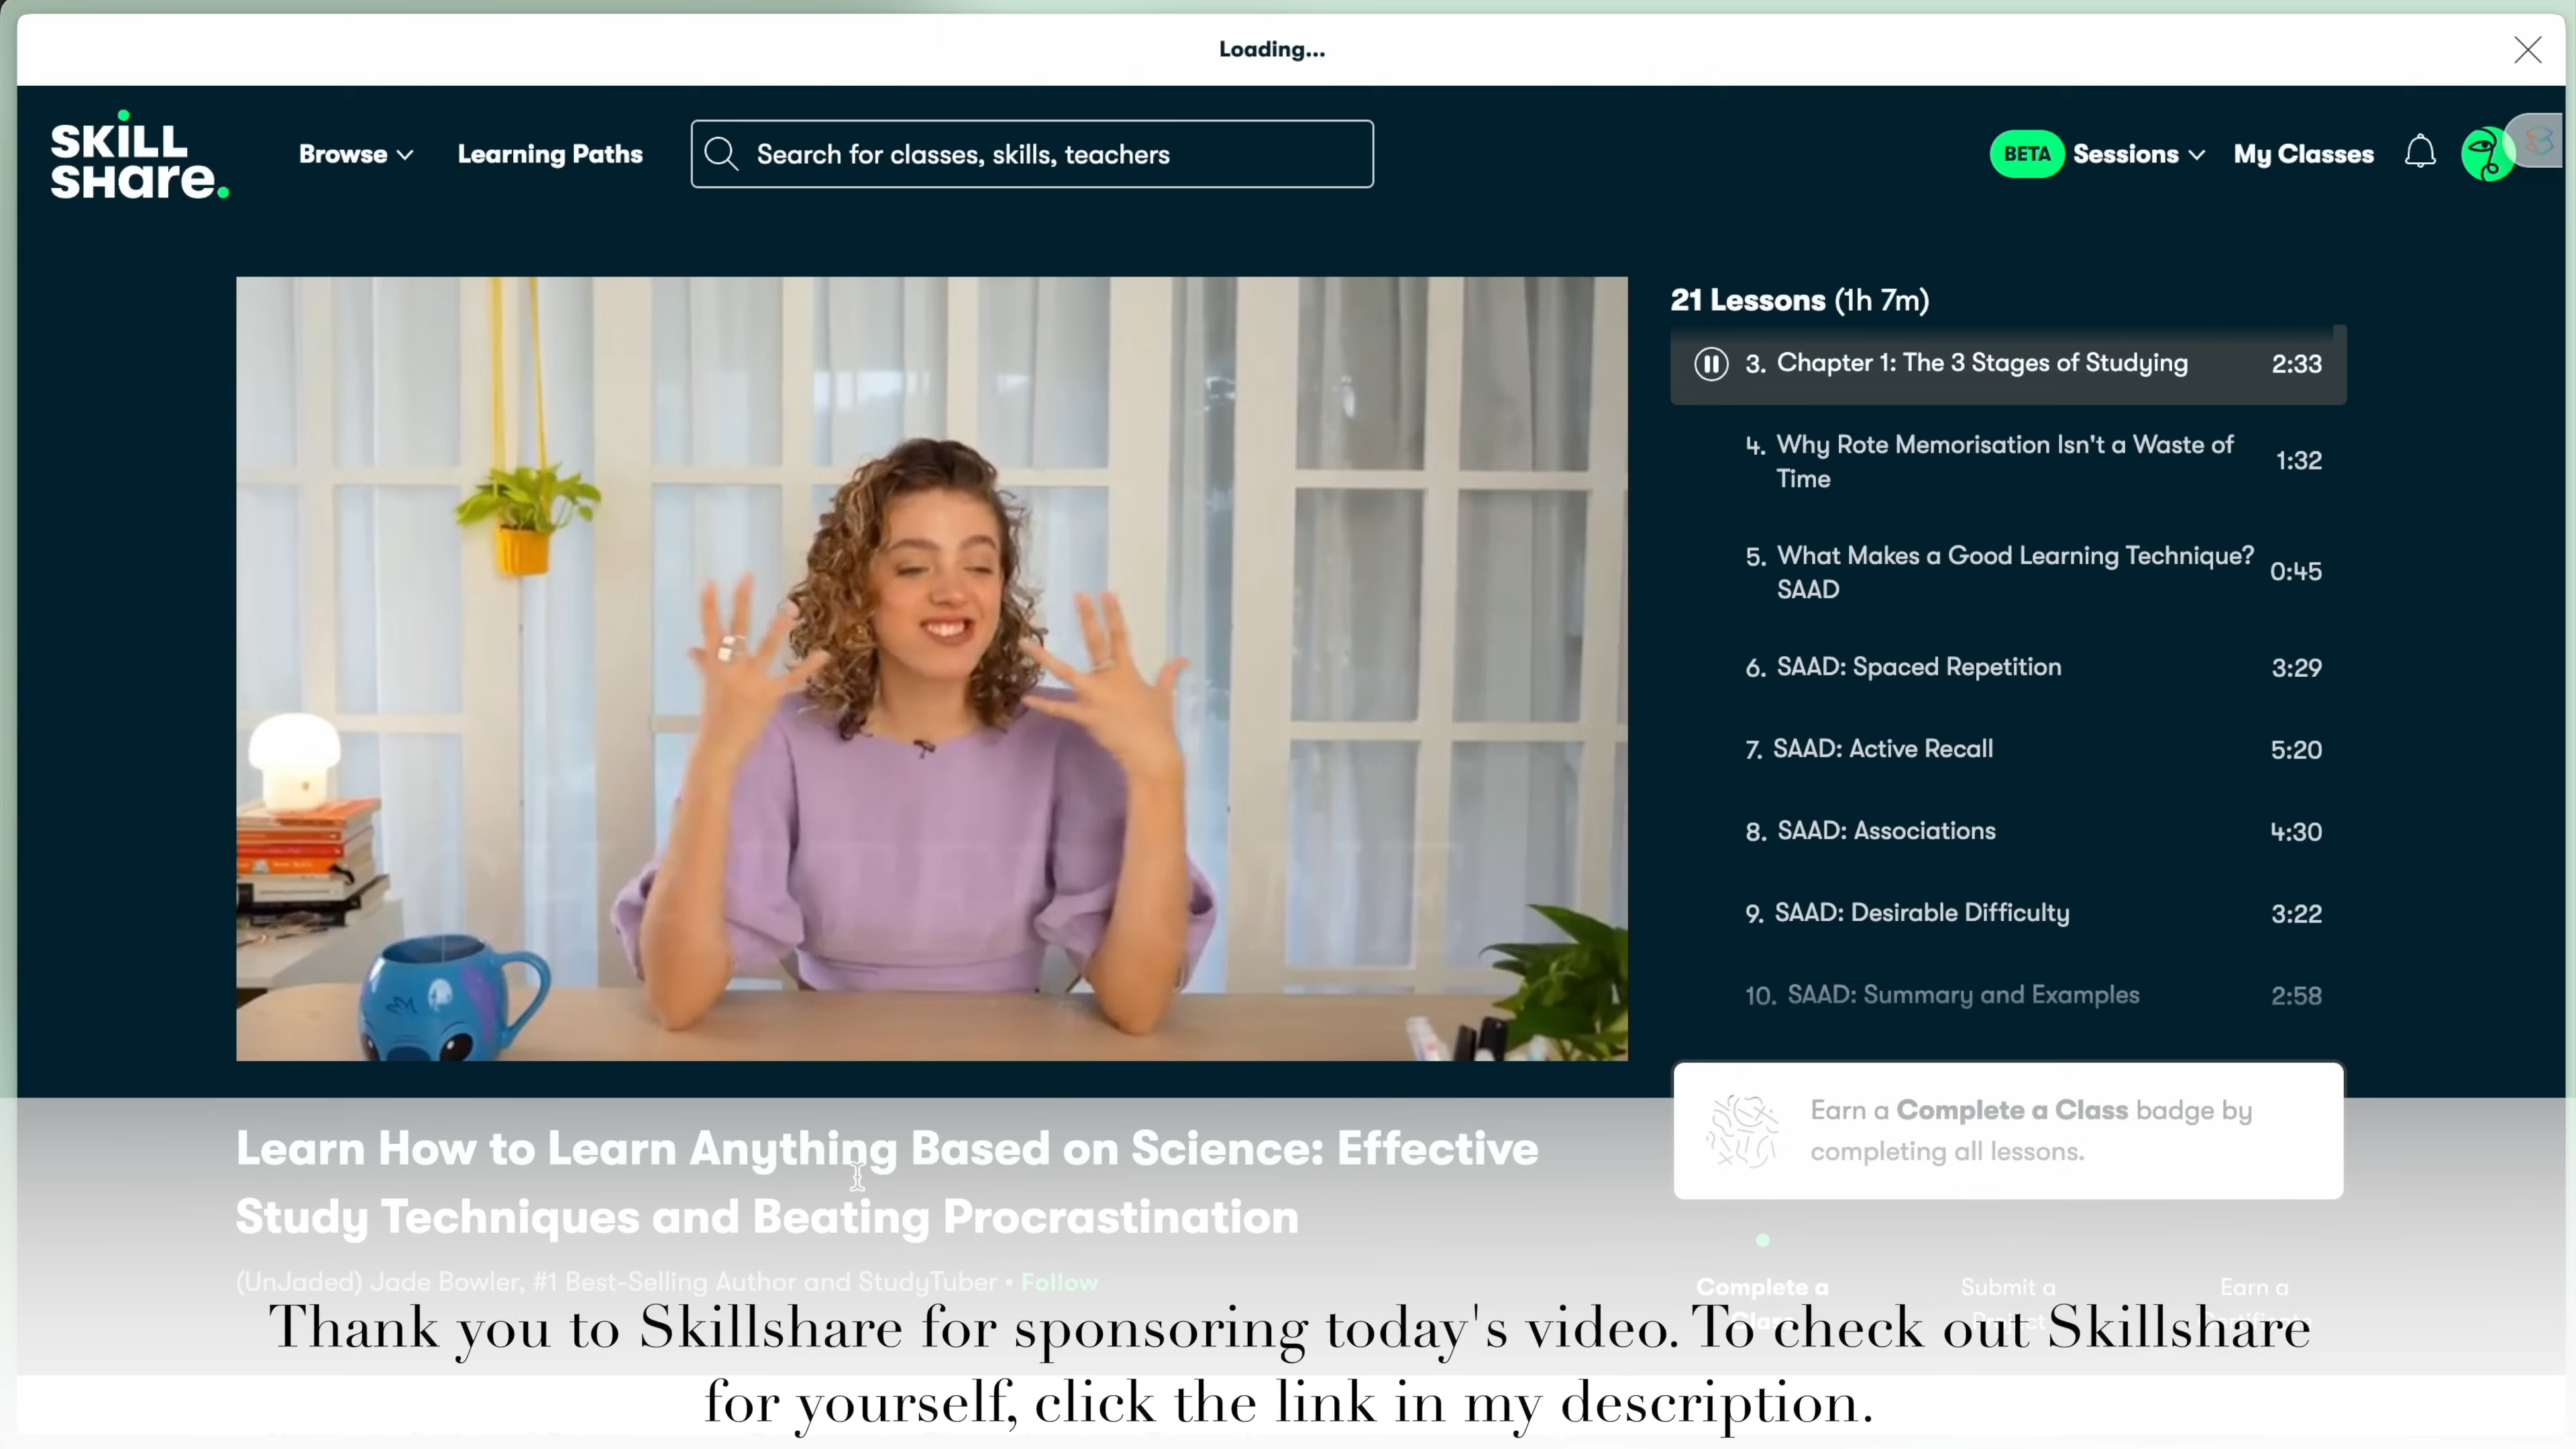 Loading...
SKILL
SHare.
Browse
Learning Paths
Search for classes, skills, teachers
BETA
Sessions
My Classes
21 Lessons (1h 7m)
3. Chapter 1: The 3 Stages of Studying 2:33
4. Why Rote Memorisation Isn't a Waste of
Time
1:32
5. What Makes a Good Learning Technique?
SAAD
0:45
6. SAAD: Spaced Repetition 3:29
7. SAAD: Active Recall 5:20
8. SAAD: Associations 4:30
9. SAAD: Desirable Difficulty 3:22
10. SAAD: Summary and Examples 2:58
CHAPTER ONE
Earn a Complete a Class badge by
completing all lessons.
Learn How to Learn Anything Based on Science: Effective
Study Techniques and Beating Procrastination
(UnJaded) Jade Bowler, #1 Best-Selling Author and StudyTuber • Follow
Complete a
Class
Submit a
Project
Earn a
Certificate
Thank you to Skillshare for sponsoring today's video. To check out Skillshare
for yourself, click the link in my description.